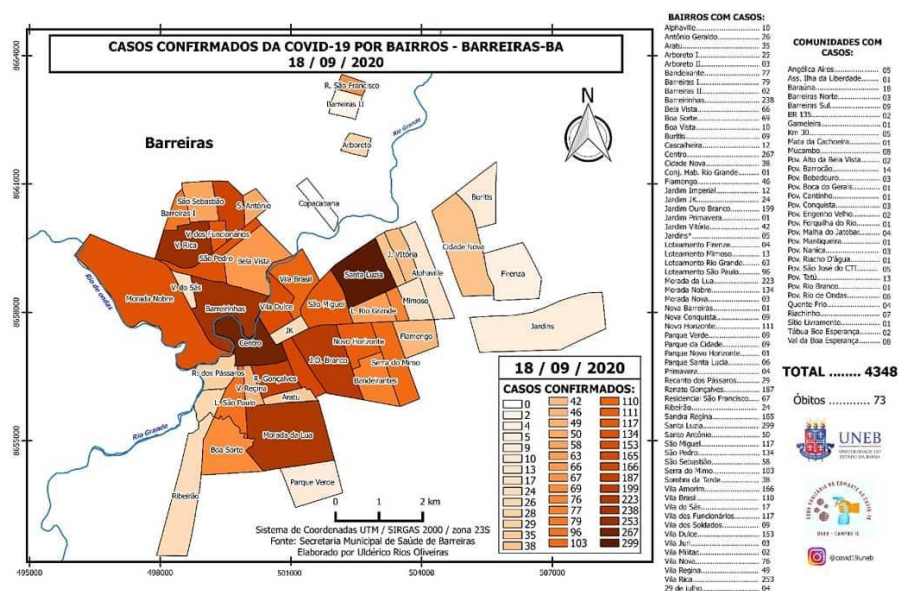 CASOS CONFIRMADOS DA COVID-19 POR BAIRROS - BARREIRAS-BA
18 / 09 / 2020
Barreiras
N
R. São Francisco
Barreiras II
Rio Grande
Arboreto
Copacabana
Buritis
São Sebastião
S. Antônio
Barreiras I
V. dos Funcionários
V. Rica
São Pedro
Bela Vista
Cidade Nova
J. Vitória
Firenza
Santa Luzia
Alphaville
Rio de ondas
V. do Sás
Vila Brasil
Morada Nobre
Barreirinhas
Vila Dulce
São Miguel
Mimoso
L. Rio Grande
JK
Jardins
Centro
Novo Horizonte
Flamengo
J.O. Branco
Serra do Mimo
R. dos Pássaros
R. Gonçalves
Bandeirantes
V. Regina
Aratu
L. São Paulo
Rio Grande
Morada da Lua
Boa Sorte
Ribeirão
Parque Verde
0 1 2 km
Sistema de Coordenadas UTM / SIRGAS 2000 / zona 23S
Fonte: Secretaria Municipal de Saúde de Barreiras
Elaborado por Uldérico Rios Oliveiras
18 / 09 / 2020
CASOS CONFIRMADOS:
0 42 110
2 46 111
4 49 117
5 50 134
9 58 153
10 63 165
13 66 166
17 67 187
24 69 199
26 76 223
28 77 238
29 79 253
35 96 267
38 103 299
8664000
8661000
8658000
8655000
495000 498000 501000 504000 507000
BAIRROS COM CASOS:
Alphaville 10
Antônio Geraldo 26
Aratu 35
Arboreto I 25
Arboreto II 03
Bandeirante 77
Barreiras I 79
Barreiras II 02
Barreirinhas 238
Bela Vista 66
Boa Sorte 69
Boa Vista 10
Buritis 09
Cascalheira 12
Centro 267
Cidade Nova 38
Conj. Hab. Rio Grande 01
Flamengo 46
Jardim Imperial 12
Jardim JK 24
Jardim Ouro Branco 199
Jardim Primavera 01
Jardim Vitória 42
Jardins* 05
Loteamento Firenze 04
Loteamento Mimoso 13
Loteamento Rio Grande 63
Loteamento São Paulo 96
Morada da Lua 223
Morada Nobre 134
Morada Nova 03
Nova Barreiras 01
Nova Conquista 09
Novo Horizonte 111
Parque Verde 09
Parque da Cidade 09
Parque Novo Horizonte 01
Parque Santa Lucia 06
Primavera 04
Recanto dos Pássaros 29
Renato Gonçalves 187
Residencial São Francisco 67
Ribeirão 24
Sandra Regina 165
Santa Luzia 299
Santo Antônio 50
São Miguel 117
São Pedro 134
São Sebastião 58
Serra do Mimo 103
Sombra da Tarde 38
Vila Amorim 166
Vila Brasil 110
Vila do Sás 17
Vila dos Funcionários 117
Vila dos Soldados 09
Vila Dulce 153
Vila Juri 03
Vila Militar 02
Vila Nova 76
Vila Regina 49
Vila Rica 253
29 de julho 04
COMUNIDADES COM
CASOS:
Angélica Aires 05
Ass. Ilha da Liberdade 01
Baraúna 18
Barreiras Norte 03
Barreiras Sul 09
BR 135 02
Gameleira 01
Km 30 05
Mata da Cachoeira 01
Mucambo 08
Pov. Alto da Bela Vista 02
Pov. Barrocão 14
Pov. Bebedouro 03
Pov. Boca do Gerais 01
Pov. Cantinho 01
Pov. Conquista 03
Pov. Engenho Velho 02
Pov. Forquilha do Rio 01
Pov. Malha do Jatobar 04
Pov. Mantiqueira 01
Pov. Nanica 03
Pov. Riacho D'água 01
Pov. São José do CTI 05
Pov. Tatú 13
Pov. Rio Branco 01
Pov. Rio de Ondas 06
Quente Frio 04
Riachinho 07
Sítio Livramento 01
Tábua Boa Esperança 02
Val da Boa Esperança 08
TOTAL ........ 4348
Óbitos ............ 73
UNEB
UNIVERSIDADE DO
ESTADO DA BAHIA
UNEB - CAMPUS IX
@covid19uneb